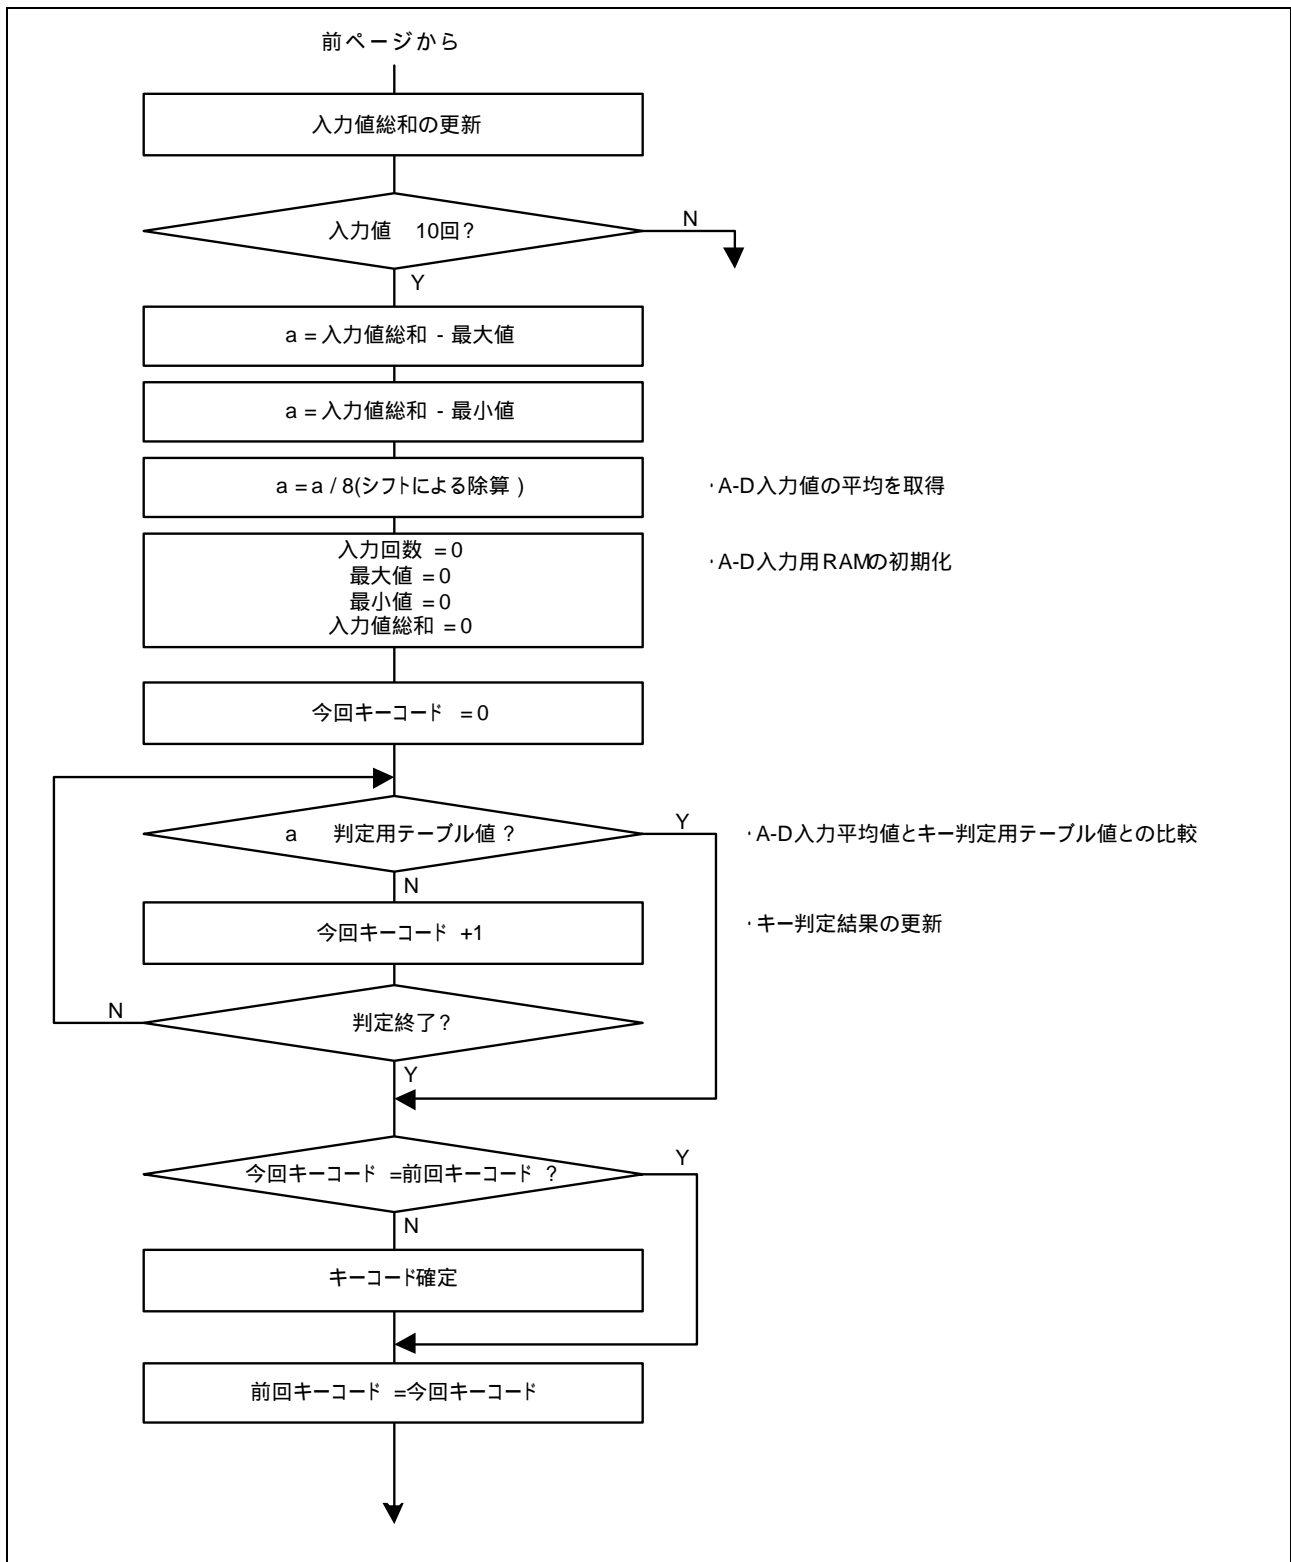 前ページから
入力値総和の更新
入力値　10回?
N
Y
a =入力値総和 - 最大値
a =入力値総和 - 最小値
a =a / 8(シフトによる除算 )
・A-D入力値の平均を取得
入力回数 =0
最大値 =0
最小値 =0
入力値総和 =0
・A-D入力用RAMの初期化
今回キーコード =0
a　判定用テーブル値 ?
Y
・A-D入力平均値とキー判定用テーブル値との比較
N
今回キーコード +1
・キー判定結果の更新
N
判定終了?
Y
今回キーコード =前回キーコード ?
Y
N
キーコード確定
前回キーコード =今回キーコード